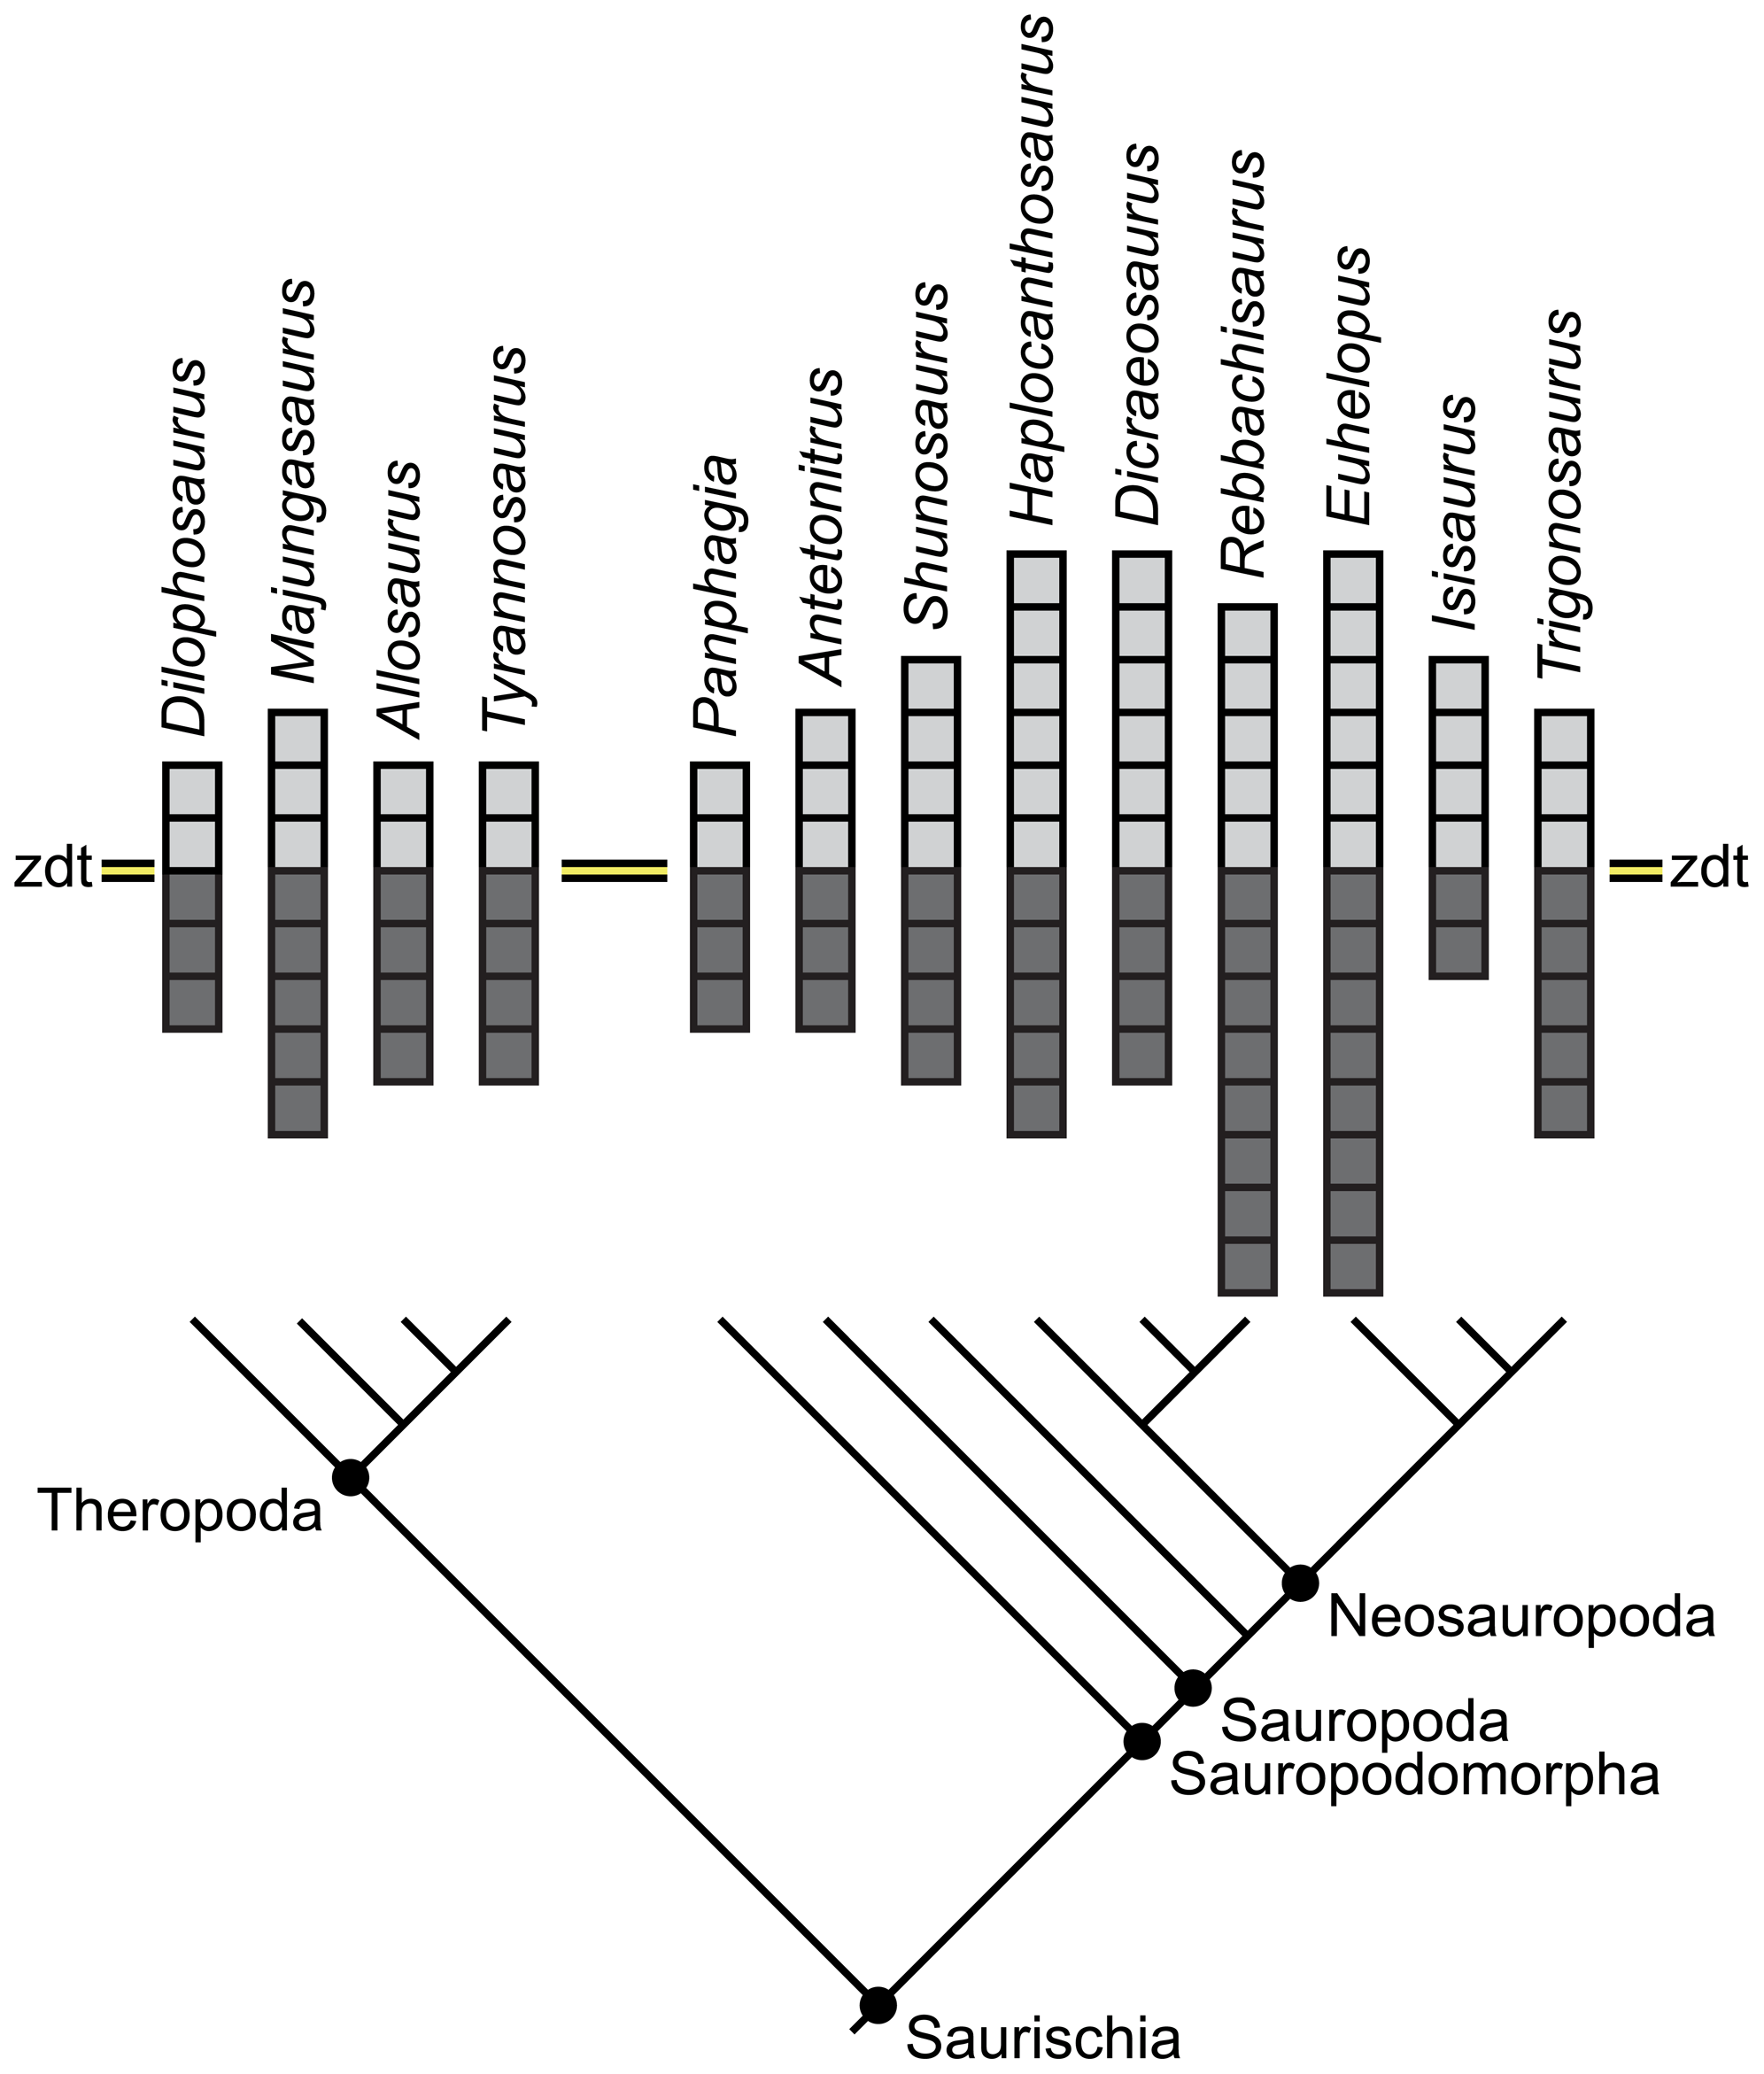 Dilophosaurus
Majungasaurus
Allosaurus
Tyrannosaurus
Panphagia
Antetonitrus
Shunosaurus
Haplocanthosaurus
Dicraeosaurus
Rebbachisaurus
Euhelopus
Isisaurus
Trigonosaurus
zdt
zdt
Theropoda
Neosauropoda
Sauropoda
Sauropodomorpha
Saurischia